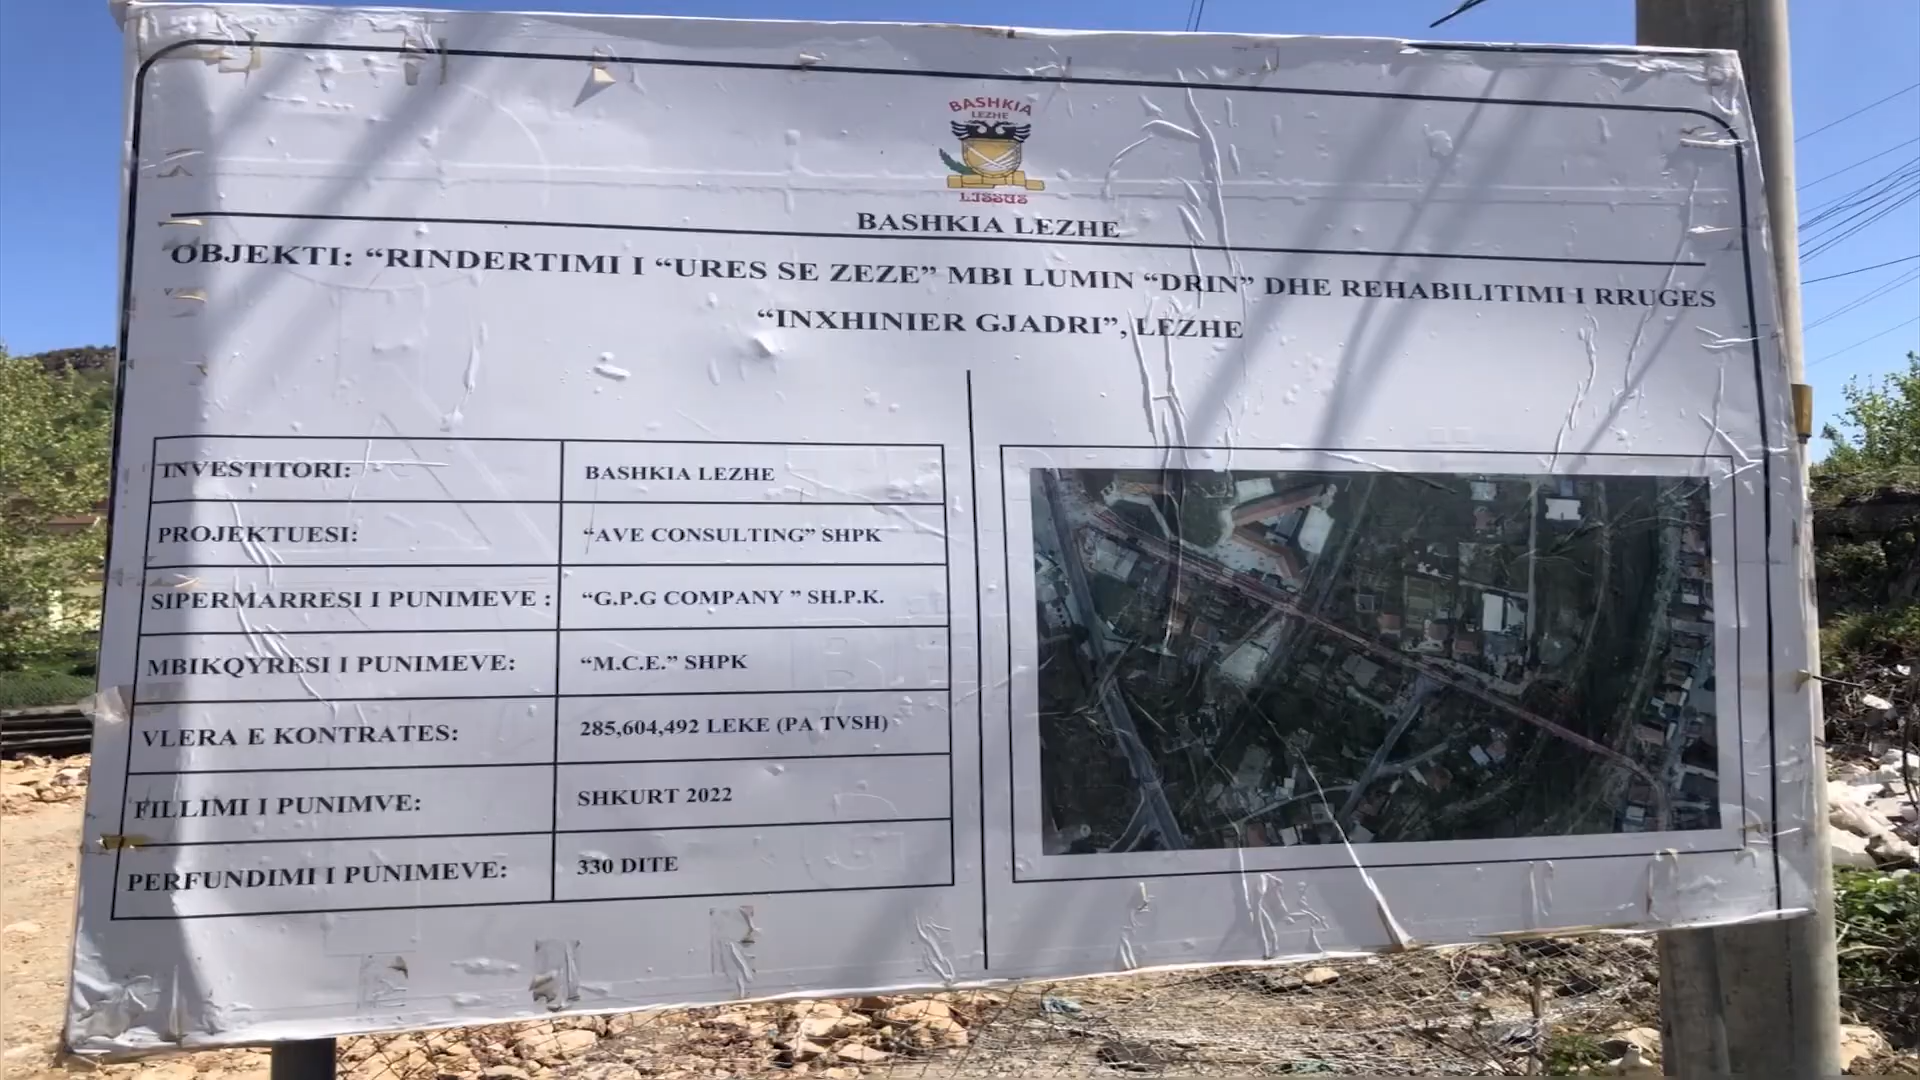 BASHKIA
LEZHE
LISSUS
BASHKIA LEZHE
OBJEKTI: “RINDERTIMI I “URES SE ZEZE” MBI LUMIN “DRIN” DHE REHABILITIMI I RRUGES
“INXHINIER GJADRI”, LEZHE
INVESTITORI: BASHKIA LEZHE
PROJEKTUESI: “AVE CONSULTING” SHPK
SIPERMARRESI I PUNIMEVE : “G.P.G COMPANY ” SH.P.K.
MBIKQYRESI I PUNIMEVE: “M.C.E.” SHPK
VLERA E KONTRATES: 285,604,492 LEKE (PA TVSH)
FILLIMI I PUNIMVE: SHKURT 2022
PERFUNDIMI I PUNIMEVE: 330 DITE